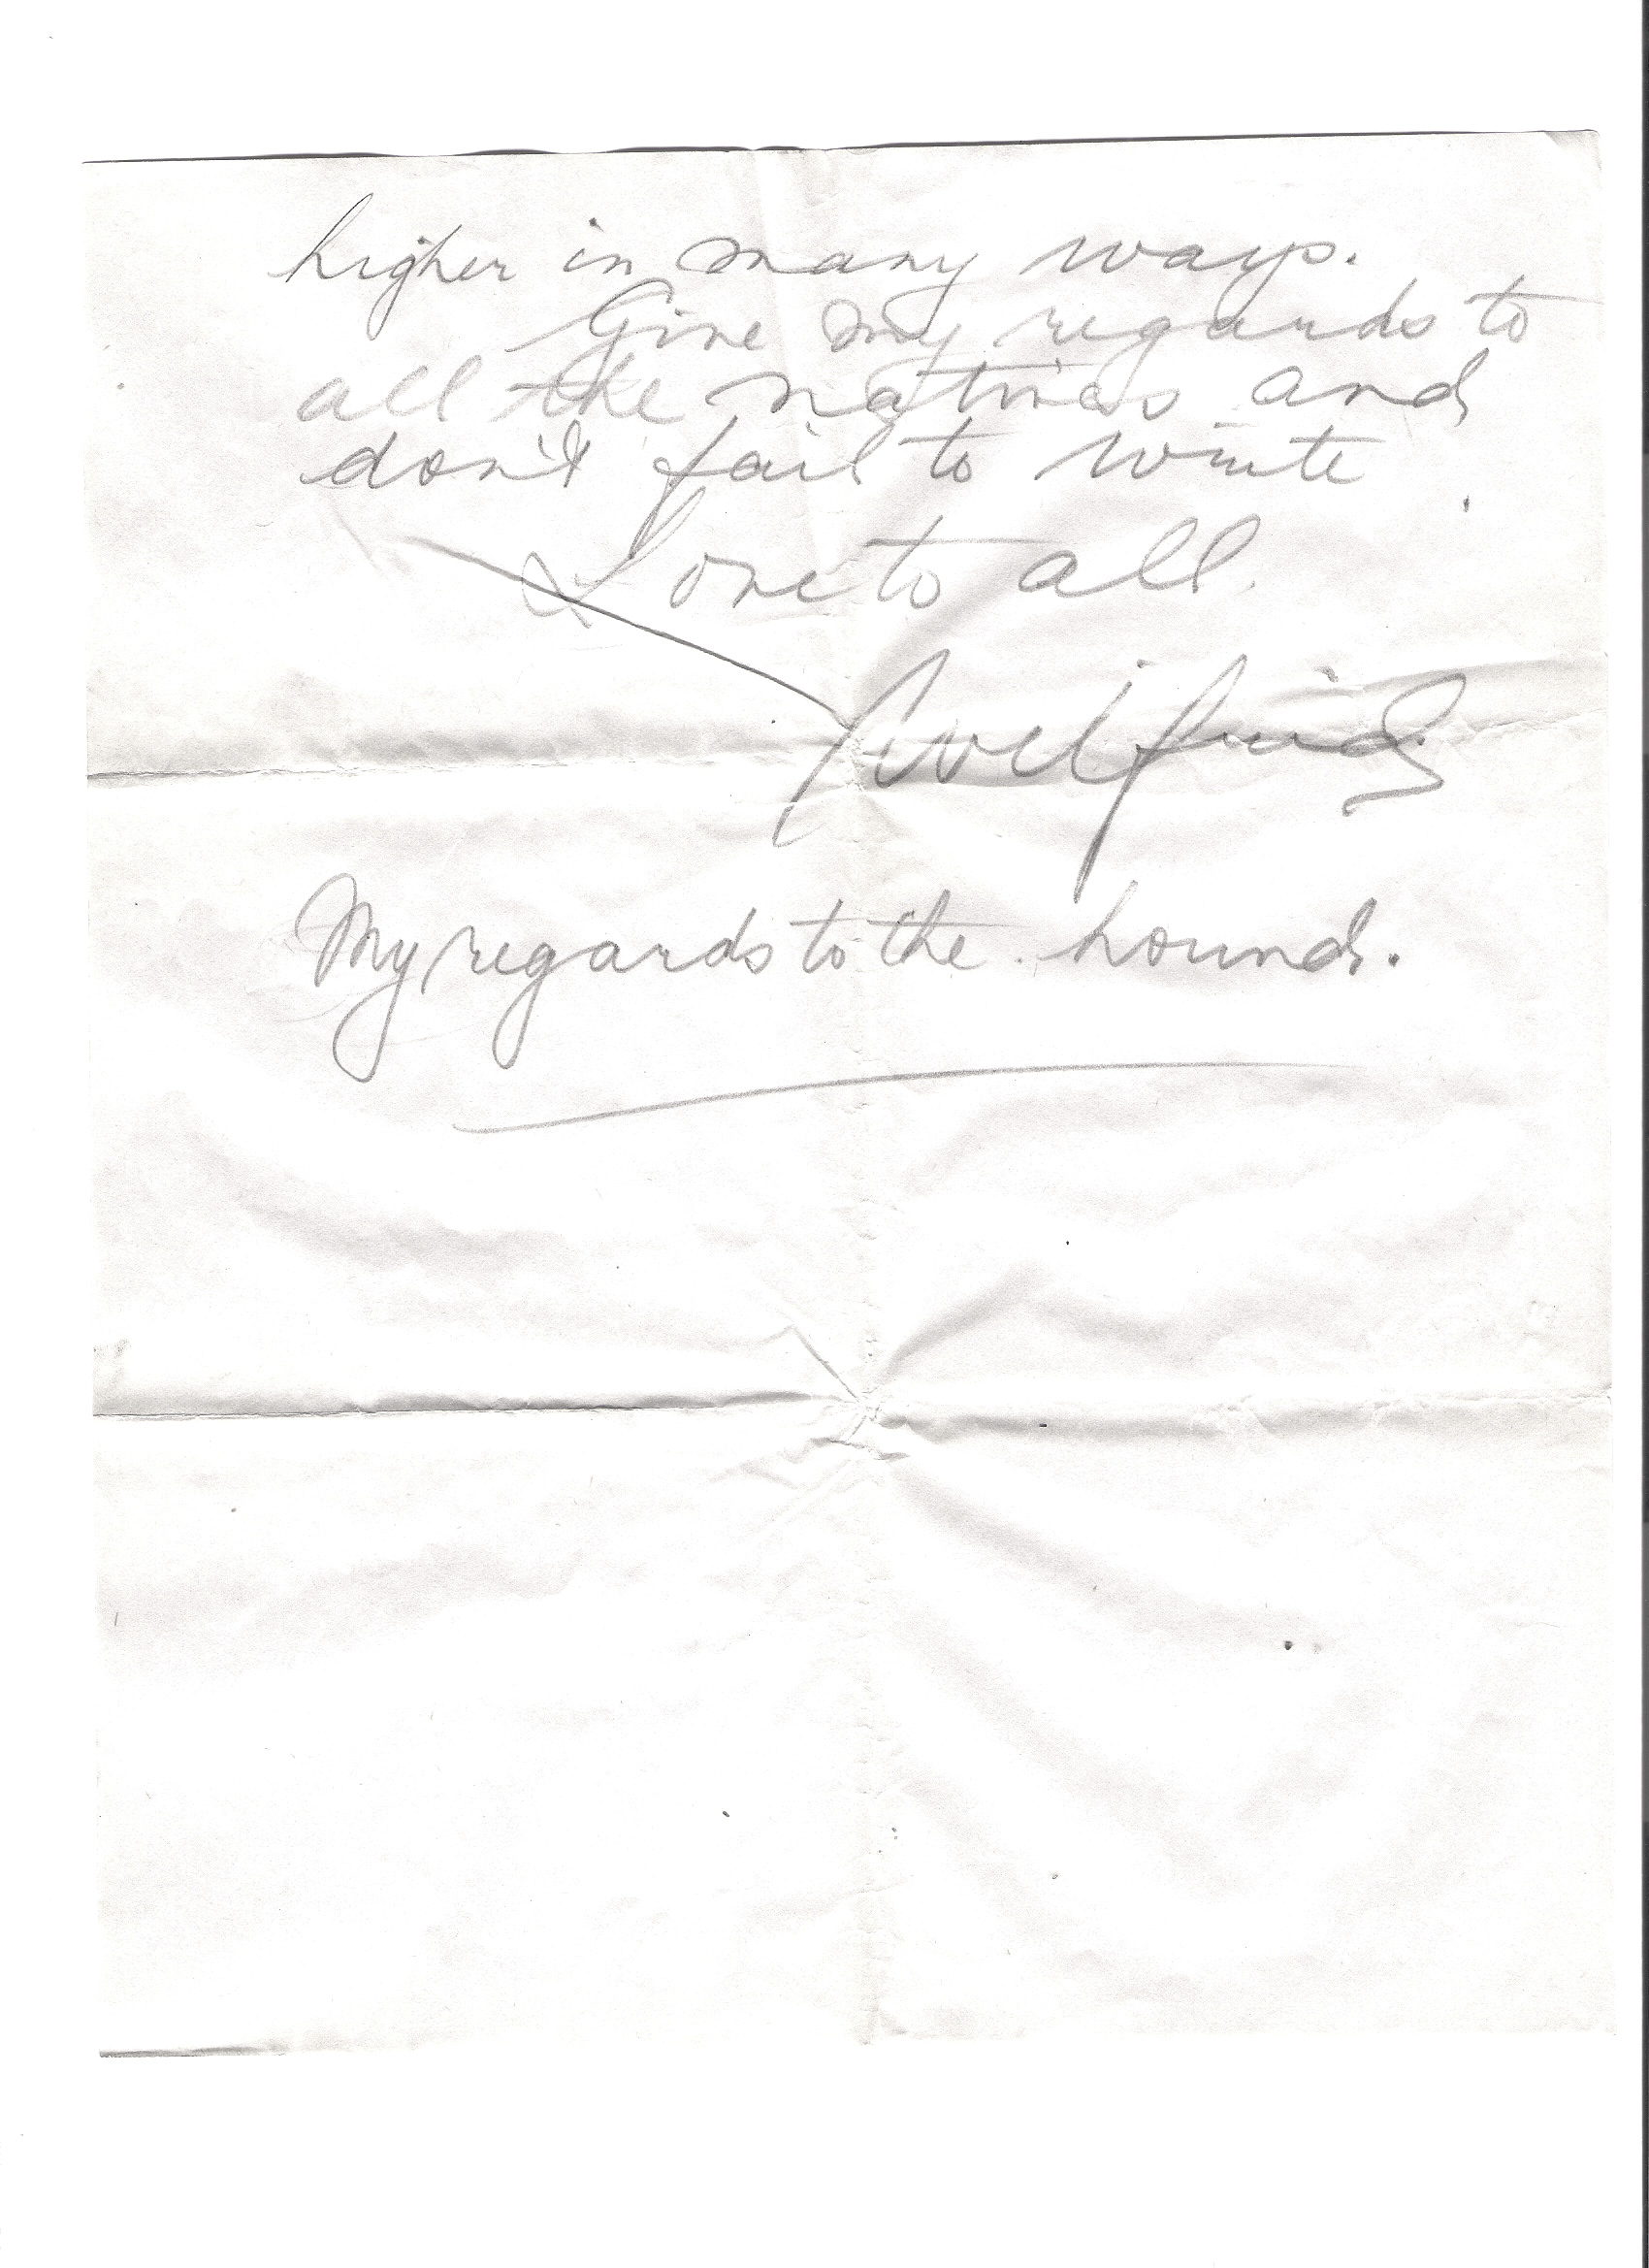 higher in many ways.
Give my regards to
all the natives and
don't fail to write
Love to all.
Wilfrid
My regards to the hounds.